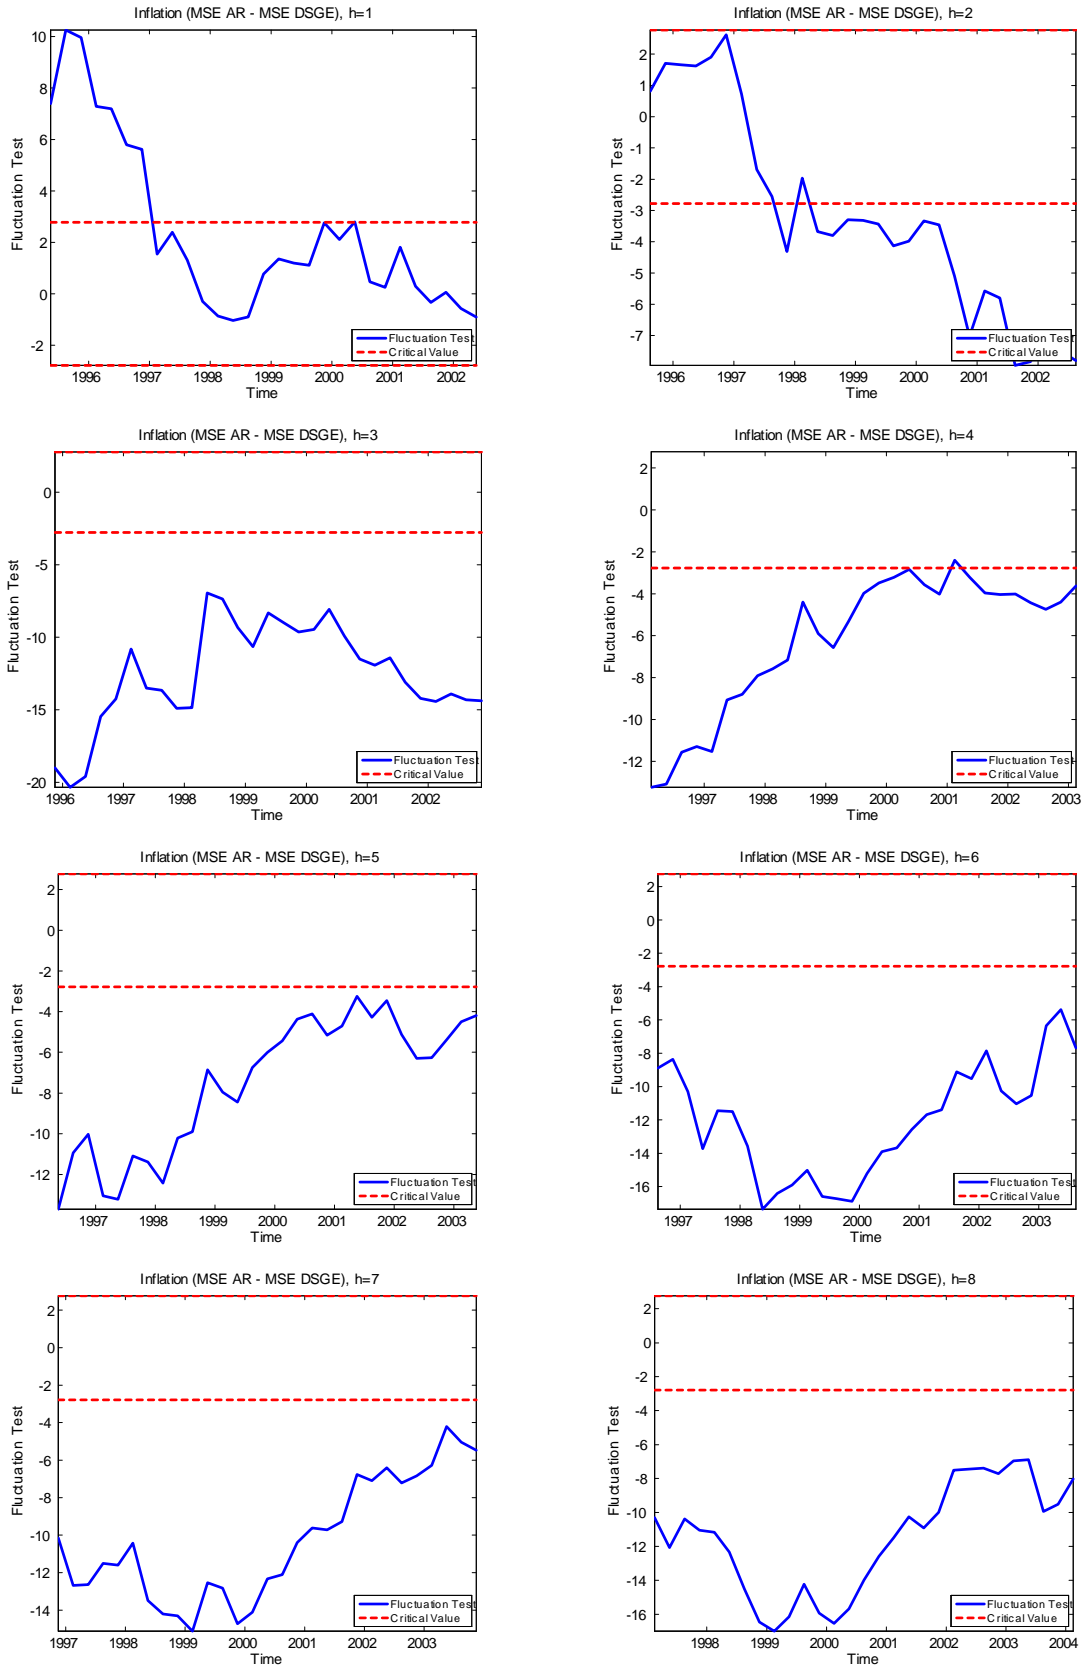 Inflation (MSE AR - MSE DSGE), h=1
10
8
6
4
2
0
-2
Fluctuation Test
Fluctuation Test
Critical Value
1996 1997 1998 1999 2000 2001 2002
Time
Inflation (MSE AR - MSE DSGE), h=2
2
1
0
-1
-2
-3
-4
-5
-6
-7
Fluctuation Test
Fluctuation Test
Critical Value
1996 1997 1998 1999 2000 2001 2002
Time
Inflation (MSE AR - MSE DSGE), h=3
0
-5
-10
-15
-20
Fluctuation Test
Fluctuation Test
Critical Value
1996 1997 1998 1999 2000 2001 2002
Time
Inflation (MSE AR - MSE DSGE), h=4
2
0
-2
-4
-6
-8
-10
-12
Fluctuation Test
Fluctuation Test
Critical Value
1997 1998 1999 2000 2001 2002 2003
Time
Inflation (MSE AR - MSE DSGE), h=5
2
0
-2
-4
-6
-8
-10
-12
Fluctuation Test
Fluctuation Test
Critical Value
1997 1998 1999 2000 2001 2002 2003
Time
Inflation (MSE AR - MSE DSGE), h=6
2
0
-2
-4
-6
-8
-10
-12
-14
-16
Fluctuation Test
Fluctuation Test
Critical Value
1997 1998 1999 2000 2001 2002 2003
Time
Inflation (MSE AR - MSE DSGE), h=7
2
0
-2
-4
-6
-8
-10
-12
-14
Fluctuation Test
Fluctuation Test
Critical Value
1997 1998 1999 2000 2001 2002 2003
Time
Inflation (MSE AR - MSE DSGE), h=8
2
0
-2
-4
-6
-8
-10
-12
-14
-16
Fluctuation Test
Fluctuation Test
Critical Value
1998 1999 2000 2001 2002 2003 2004
Time